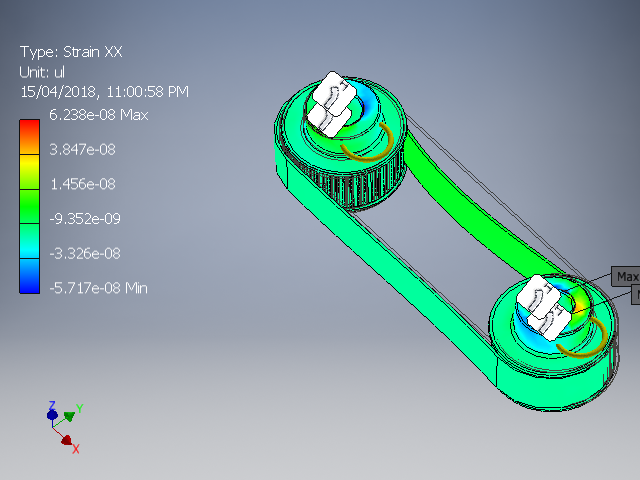 Type: Strain XX
Unit: ul
15/04/2018, 11:00:58 PM
6.238e-08 Max
3.847e-08
1.456e-08
-9.352e-09
-3.326e-08
-5.717e-08 Min
Max
Z
Y
X